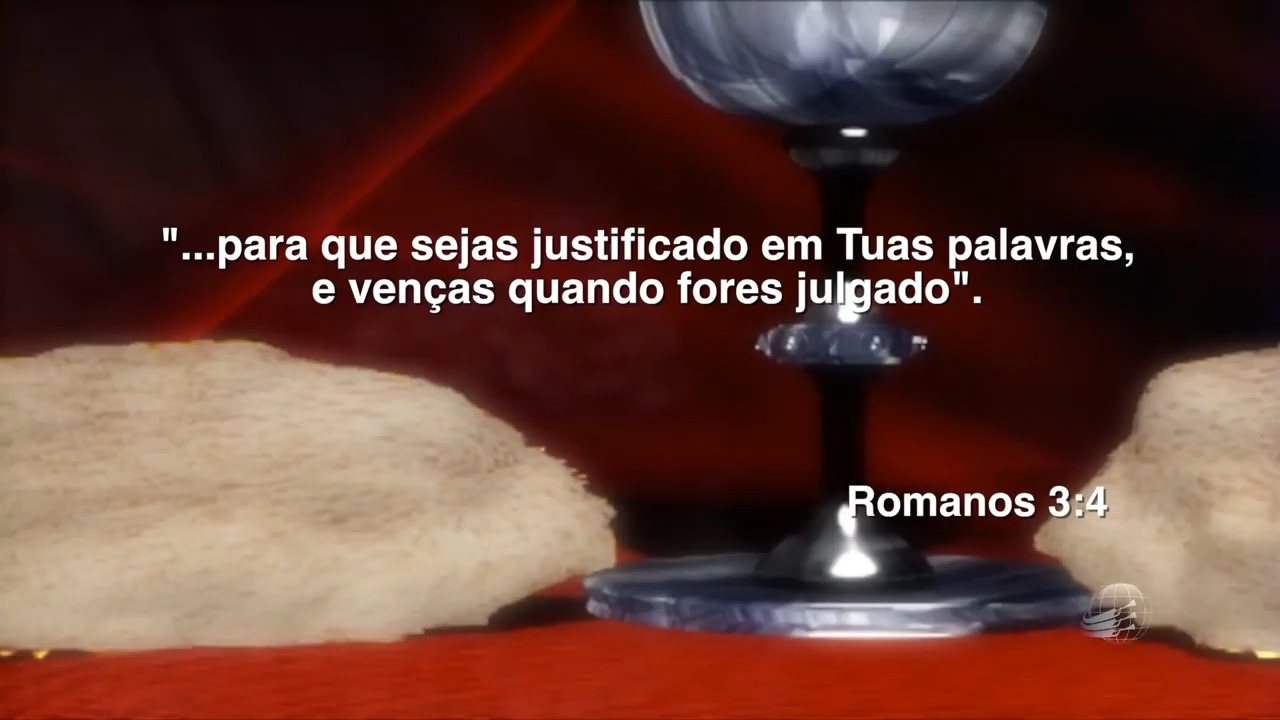 "...para que sejas justificado em Tuas palavras,
e venças quando fores julgado".
Romanos 3:4